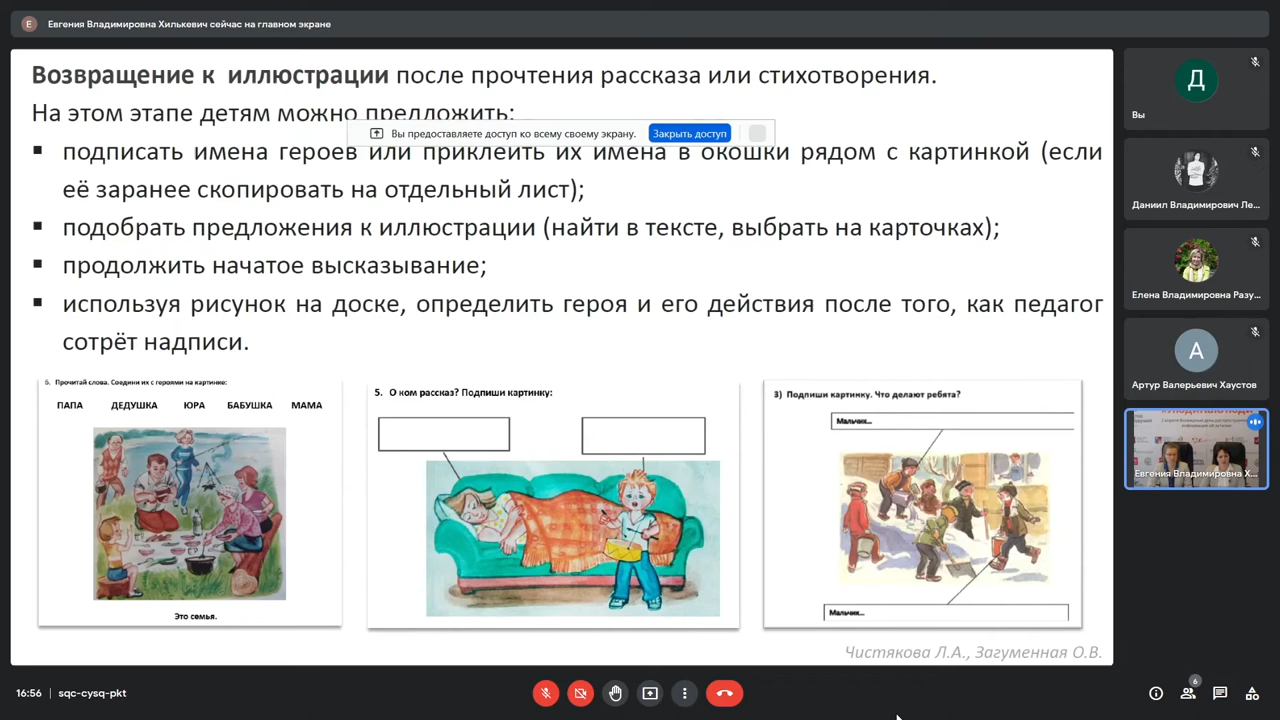 Евгения Владимировна Хилькевич сейчас на главном экране
Е
Возвращение к иллюстрации после прочтения рассказа или стихотворения.
На этом этапе детям можно предложить:
Вы предоставляете доступ ко всему своему экрану. Закрыть доступ
▪ подписать имена героев или приклеить их имена в окошки рядом с картинкой (если
её заранее скопировать на отдельный лист);
▪ подобрать предложения к иллюстрации (найти в тексте, выбрать на карточках);
▪ продолжить начатое высказывание;
▪ используя рисунок на доске, определить героя и его действия после того, как педагог
сотрёт надписи.
Прочитай слова. Соедини их с героями на картинке:
ПАПА ДЕДУШКА ЮРА БАБУШКА МАМА
Это семья.
5. О ком рассказ? Подпиши картинку:
3) Подпиши картинку. Что делают ребята?
Мальчик...
Мальчик...
Чистякова Л.А., Загуменная О.В.
Д
Вы
Даниил Владимирович Ле...
Елена Владимировна Разу...
А
Артур Валерьевич Хаустов
Евгения Владимировна Х...
16:56 sqc-cysq-pkt
6